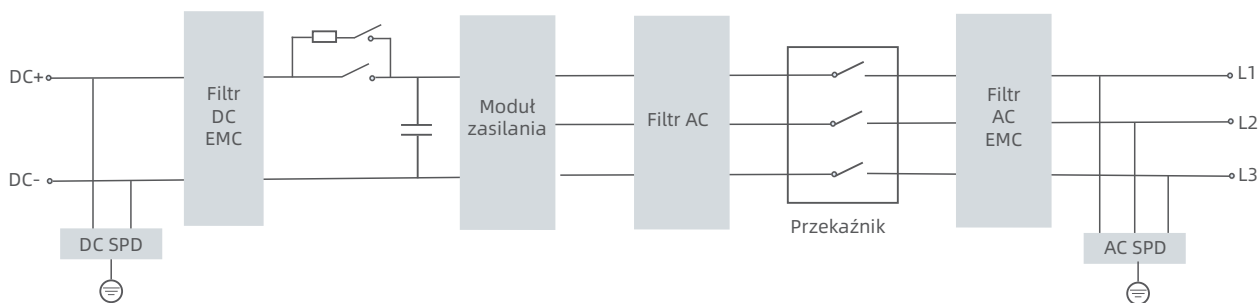 DC+
DC-
DC SPD
Filtr
DC
EMC
Moduł
zasilania
Filtr AC
Przekaźnik
Filtr
AC
EMC
L1
L2
L3
AC SPD